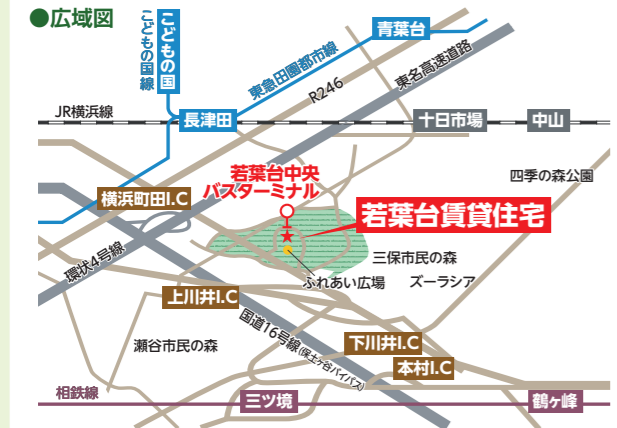 ●広域図
こどもの国
こどもの国線
東急田園都市線
青葉台
R246
東名高速道路
JR横浜線
長津田
十日市場
中山
若葉台中央
バスターミナル
四季の森公園
横浜町田I.C
若葉台賃貸住宅
環状4号線
三保市民の森
ふれあい広場
ズーラシア
上川井I.C
国道16号線(保土ヶ谷バイパス)
瀬谷市民の森
下川井I.C
本村I.C
相鉄線
三ツ境
鶴ヶ峰